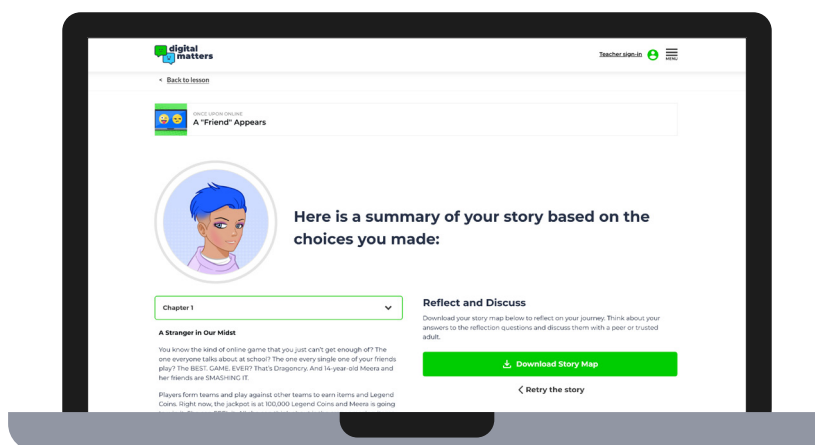 digital
matters
Teacher sign-in
MENU
< Back to lesson
ONCE UPON ONLINE
A "Friend" Appears
Here is a summary of your story based on the
choices you made:
Chapter 1
A Stranger in Our Midst
You know the kind of online game that you just can't get enough of? The
one everyone talks about at school? The one every single one of your friends
play? The BEST. GAME. EVER? That's Dragoncry. And 14-year-old Meera and
her friends are SMASHING IT.
Players form teams and play against other teams to earn items and Legend
Coins. Right now, the jackpot is at 100,000 Legend Coins and Meera is going
Reflect and Discuss
Download your story map below to reflect on your journey. Think about your
answers to the reflection questions and discuss them with a peer or trusted
adult.
Download Story Map
< Retry the story